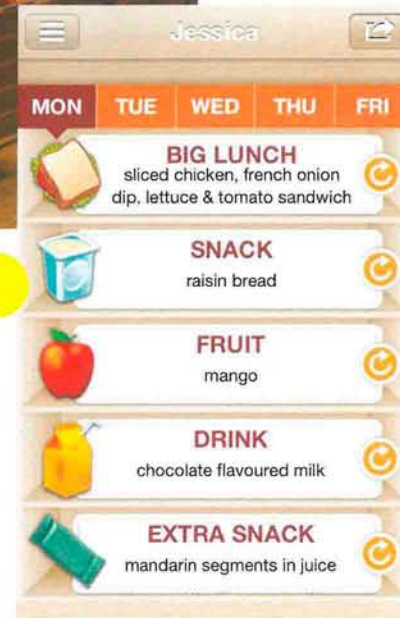 Jessica
MON TUE WED THU FRI
BIG LUNCH
sliced chicken, french onion
dip, lettuce & tomato sandwich
SNACK
raisin bread
FRUIT
mango
DRINK
chocolate flavoured milk
EXTRA SNACK
mandarin segments in juice